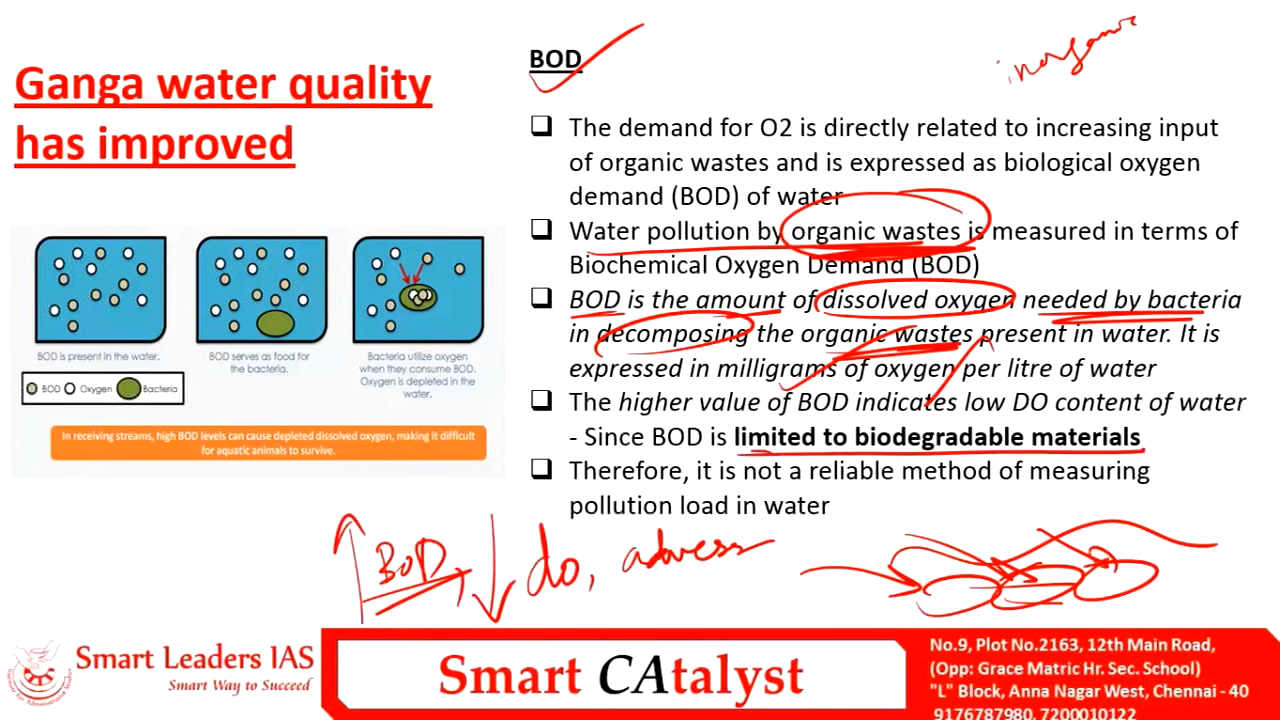 Ganga water quality
has improved
BOD is present in the water.
BOD serves as food for
the bacteria.
Bacteria utilize oxygen
when they consume BOD.
Oxygen is depleted in the
water.
BOD Oxygen Bacteria
In receiving streams, high BOD levels can cause depleted dissolved oxygen, making it difficult
for aquatic animals to survive.
BOD
inorganic
The demand for O2 is directly related to increasing input
of organic wastes and is expressed as biological oxygen
demand (BOD) of water
Water pollution by organic wastes is measured in terms of
Biochemical Oxygen Demand (BOD)
BOD is the amount of dissolved oxygen needed by bacteria
in decomposing the organic wastes present in water. It is
expressed in milligrams of oxygen per litre of water
The higher value of BOD indicates low DO content of water
- Since BOD is limited to biodegradable materials
Therefore, it is not a reliable method of measuring
pollution load in water
BOD, do,
Smart Leaders IAS
Smart Way to Succeed
Smart CAtalyst
No.9, Plot No.2163, 12th Main Road,
(Opp: Grace Matric Hr. Sec. School)
"L" Block, Anna Nagar West, Chennai - 40
9176787980, 7200010122